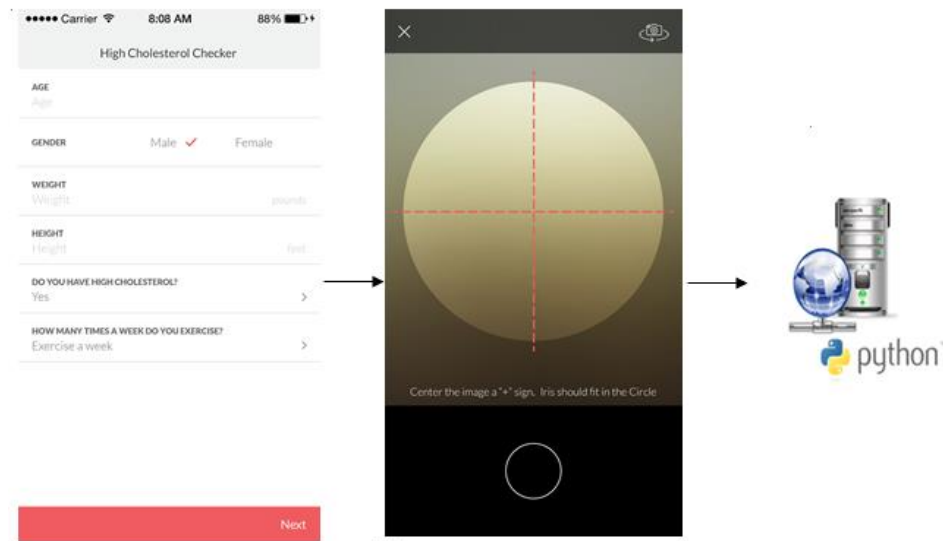 Carrier 8:08 AM 88%
High Cholesterol Checker
AGE
Age
GENDER Male Female
WEIGHT
Weight pounds
HEIGHT
Height feet
DO YOU HAVE HIGH CHOLESTEROL?
Yes
HOW MANY TIMES A WEEK DO YOU EXERCISE?
Exercise a week
Next
Center the image a "+" sign. Iris should fit in the Circle
python